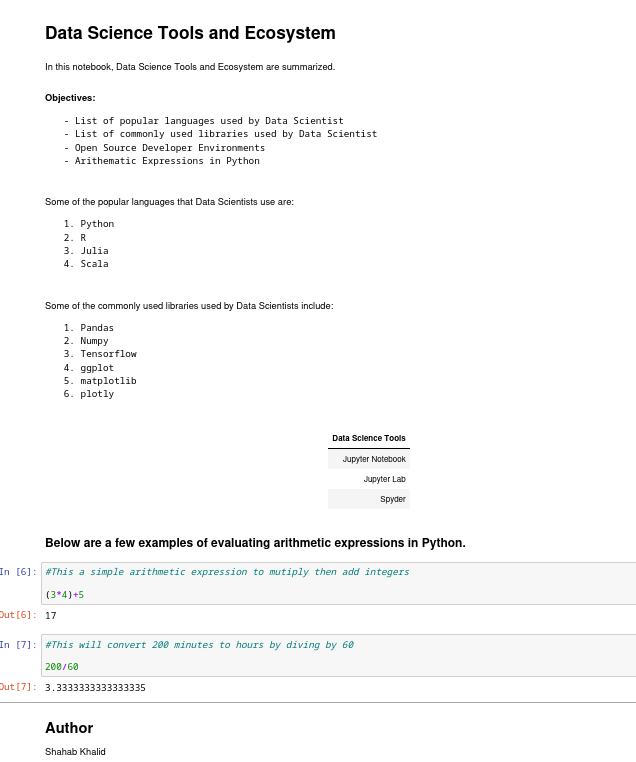 Data Science Tools and Ecosystem
In this notebook, Data Science Tools and Ecosystem are summarized.
Objectives:
- List of popular languages used by Data Scientist
- List of commonly used libraries used by Data Scientist
- Open Source Developer Environments
- Arithematic Expressions in Python
Some of the popular languages that Data Scientists use are:
1. Python
2. R
3. Julia
4. Scala
Some of the commonly used libraries used by Data Scientists include:
1. Pandas
2. Numpy
3. Tensorflow
4. ggplot
5. matplotlib
6. plotly
Data Science Tools
Jupyter Notebook
Jupyter Lab
Spyder
Below are a few examples of evaluating arithmetic expressions in Python.
In [6]: #This a simple arithmetic expression to mutiply then add integers
(3*4)+5
Out[6]: 17
In [7]: #This will convert 200 minutes to hours by diving by 60
200/60
Out[7]: 3.3333333333333335
Author
Shahab Khalid